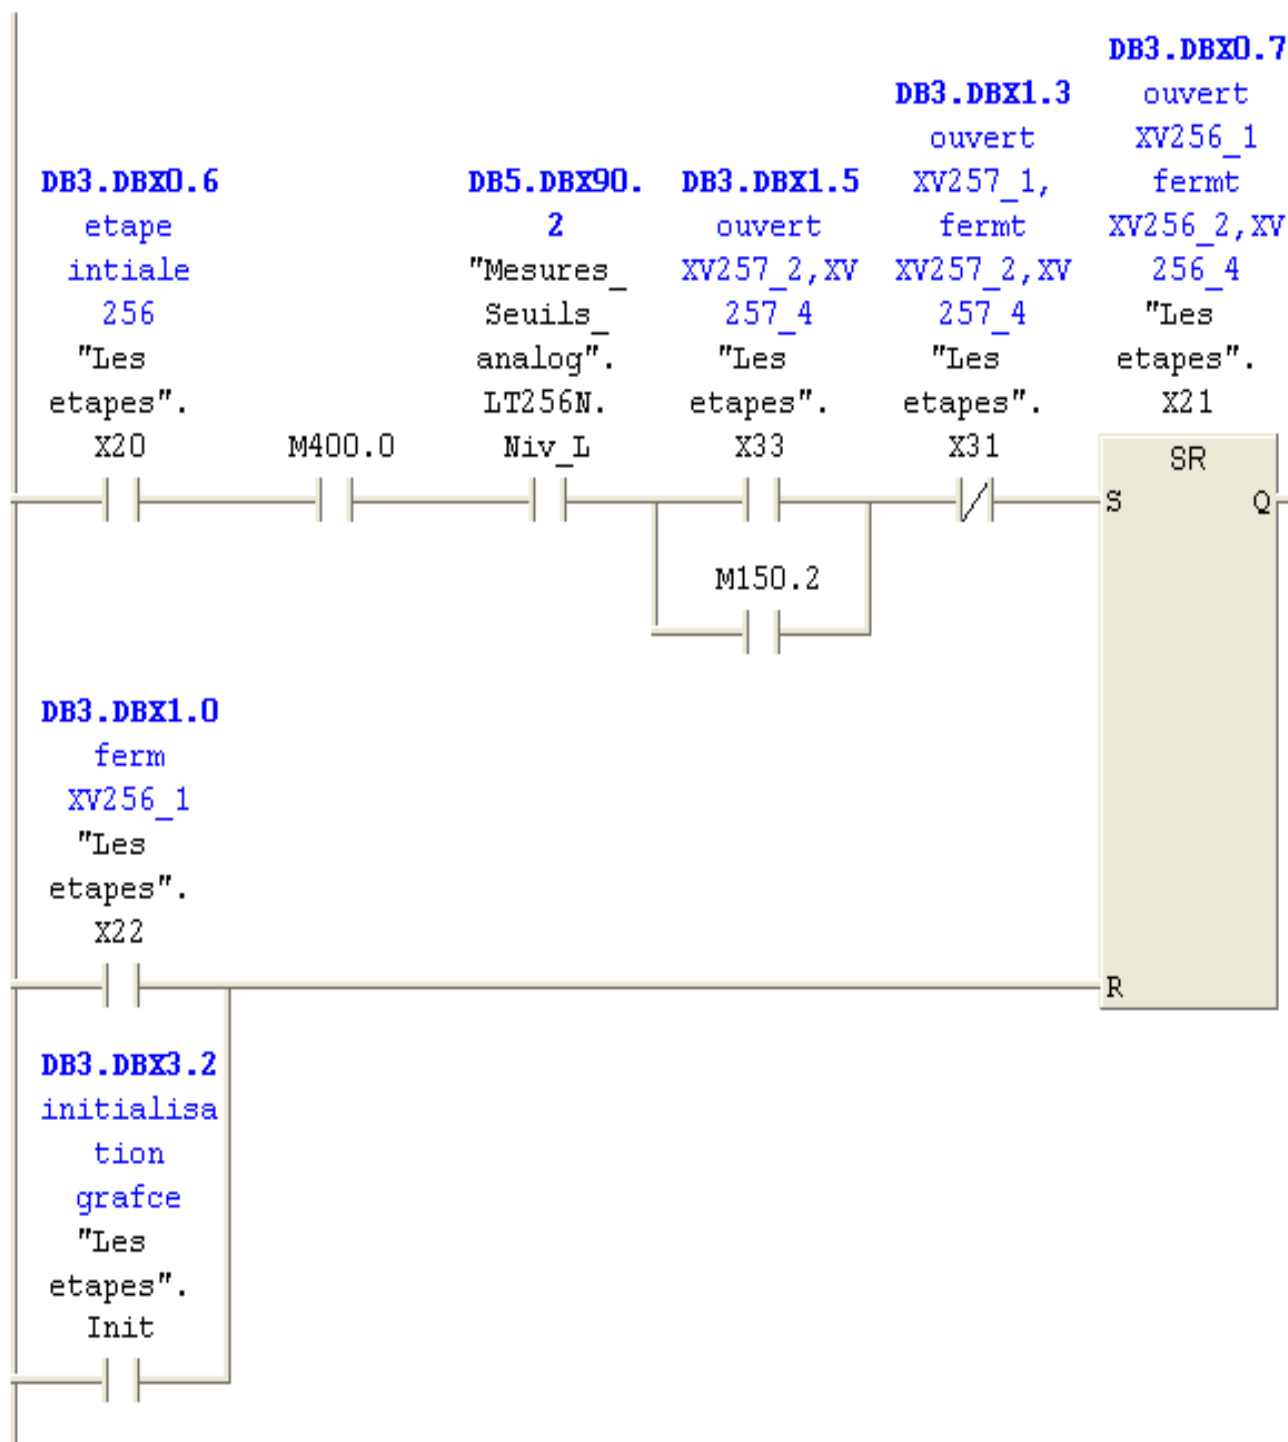 DB3.DBX0.6
etape
intiale
256
"Les
etapes".
X20
M400.0
DB5.DBX90.
2
"Mesures_
Seuils_
analog".
LT256N.
Niv_L
DB3.DBX1.5
ouvert
XV257_2,XV
257_4
"Les
etapes".
X33
M150.2
DB3.DBX1.3
ouvert
XV257_1,
fermt
XV257_2,XV
257_4
"Les
etapes".
X31
DB3.DBX0.7
ouvert
XV256_1
fermt
XV256_2,XV
256_4
"Les
etapes".
X21
SR
S
Q
DB3.DBX1.0
ferm
XV256_1
"Les
etapes".
X22
R
DB3.DBX3.2
initialisa
tion
grafce
"Les
etapes".
Init